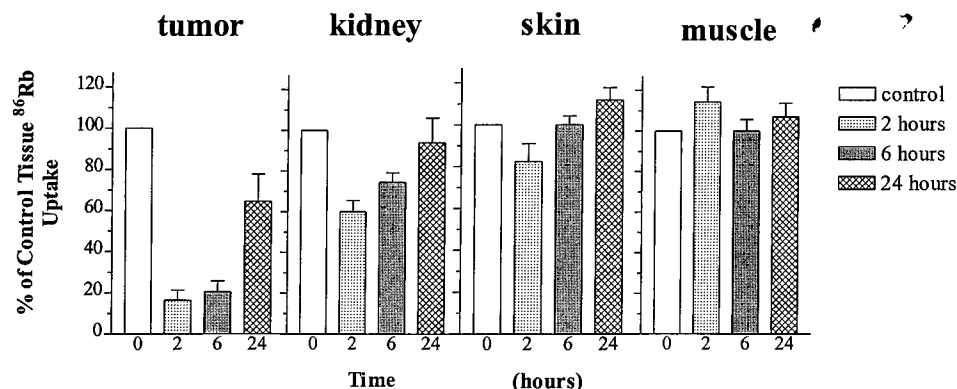 tumor kidney skin muscle
% of Control Tissue ⁸⁶Rb
Uptake
120
100
80
60
40
20
0
control
2 hours
6 hours
24 hours
0 2 6 24 0 2 6 24 0 2 6 24 0 2 6 24
Time (hours)